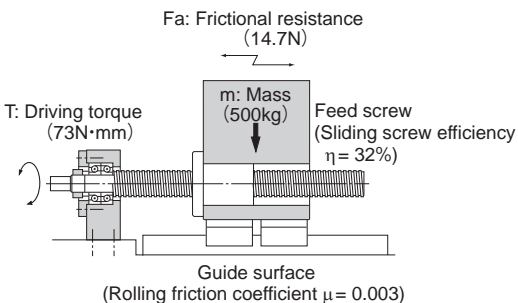 Fa: Frictional resistance
(14.7N)
m: Mass
(500kg)
T: Driving torque
(73N•mm)
Feed screw
(Sliding screw efficiency
η= 32%)
Guide surface
(Rolling friction coefficient μ= 0.003)